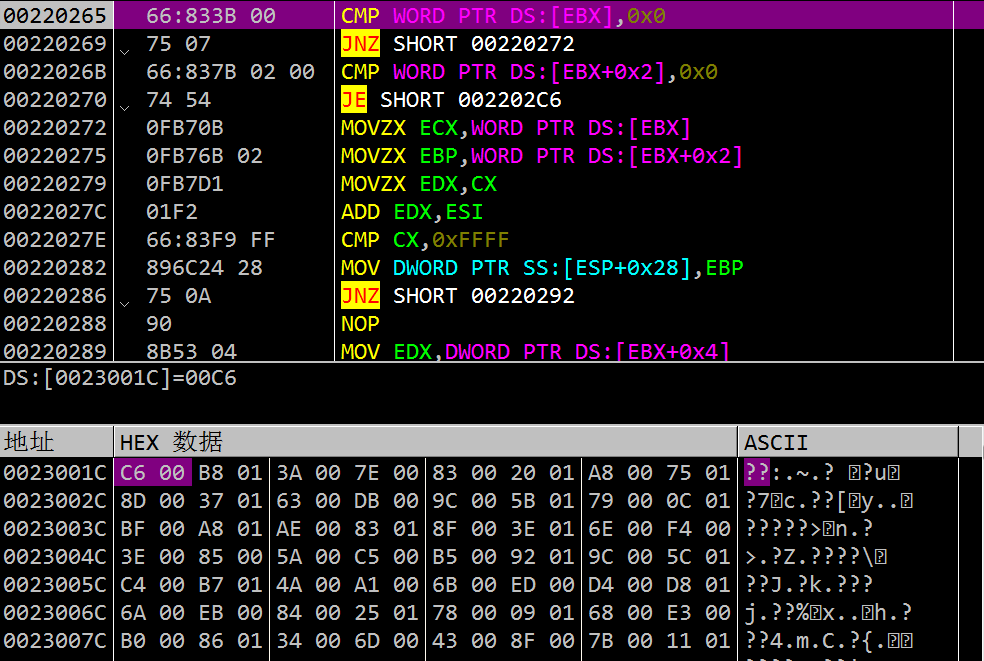 00220265 66:833B 00 CMP WORD PTR DS:[EBX],0x0
00220269 75 07 JNZ SHORT 00220272
0022026B 66:837B 02 00 CMP WORD PTR DS:[EBX+0x2],0x0
00220270 74 54 JE SHORT 002202C6
00220272 0FB70B MOVZX ECX,WORD PTR DS:[EBX]
00220275 0FB76B 02 MOVZX EBP,WORD PTR DS:[EBX+0x2]
00220279 0FB7D1 MOVZX EDX,CX
0022027C 01F2 ADD EDX,ESI
0022027E 66:83F9 FF CMP CX,0xFFFF
00220282 896C24 28 MOV DWORD PTR SS:[ESP+0x28],EBP
00220286 75 0A JNZ SHORT 00220292
00220288 90 NOP
00220289 8B53 04 MOV EDX,DWORD PTR DS:[EBX+0x4]
DS:[0023001C]=00C6
地址 HEX 数据 ASCII
0023001C C6 00 B8 01 3A 00 7E 00 83 00 20 01 A8 00 75 01 ??:.~.? ?u
0023002C 8D 00 37 01 63 00 DB 00 9C 00 5B 01 79 00 0C 01 ?7c.??[y..
0023003C BF 00 A8 01 AE 00 83 01 8F 00 3E 01 6E 00 F4 00 ?????>n.?
0023004C 3E 00 85 00 5A 00 C5 00 B5 00 92 01 9C 00 5C 01 >.?Z.????\
0023005C C4 00 B7 01 4A 00 A1 00 6B 00 ED 00 D4 00 D8 01 ??J.?k.???
0023006C 6A 00 EB 00 84 00 25 01 78 00 09 01 68 00 E3 00 j.??%x..h.?
0023007C B0 00 86 01 34 00 6D 00 43 00 8F 00 7B 00 11 01 ??4.m.C.?{.